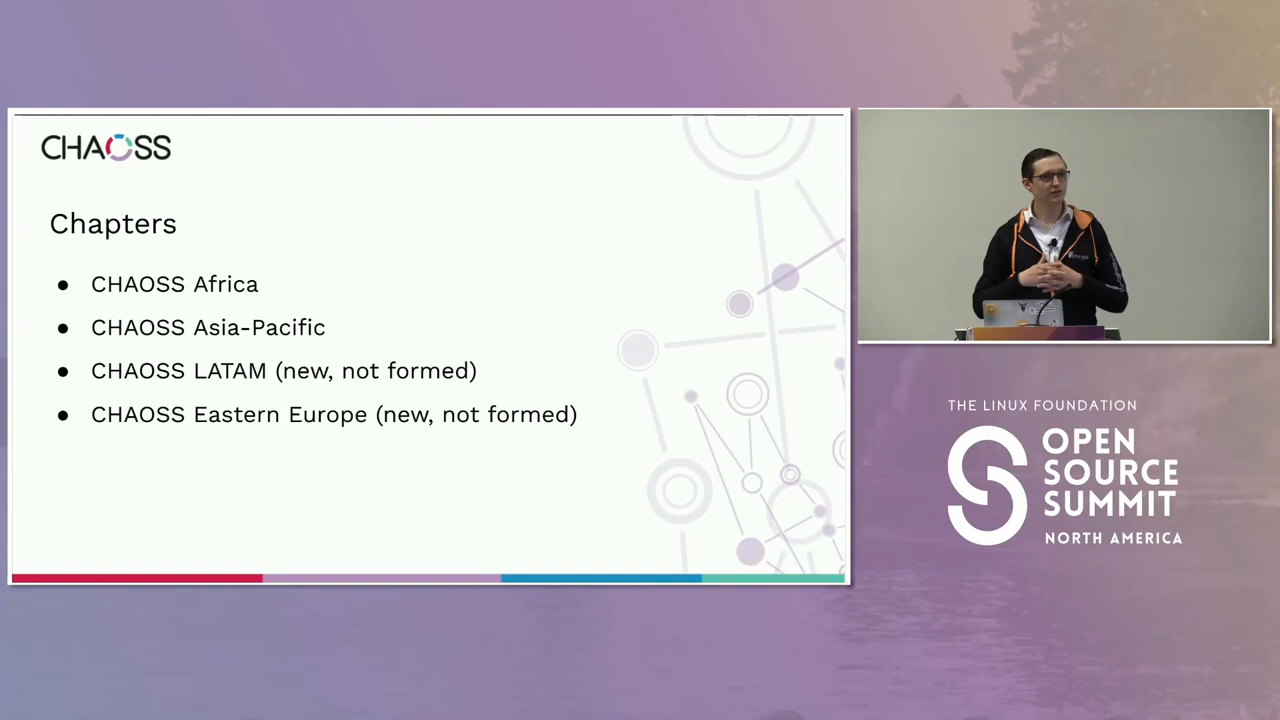 CHAOSS
Chapters
● CHAOSS Africa
● CHAOSS Asia-Pacific
● CHAOSS LATAM (new, not formed)
● CHAOSS Eastern Europe (new, not formed)
THE LINUX FOUNDATION
OPEN
SOURCE
SUMMIT
NORTH AMERICA